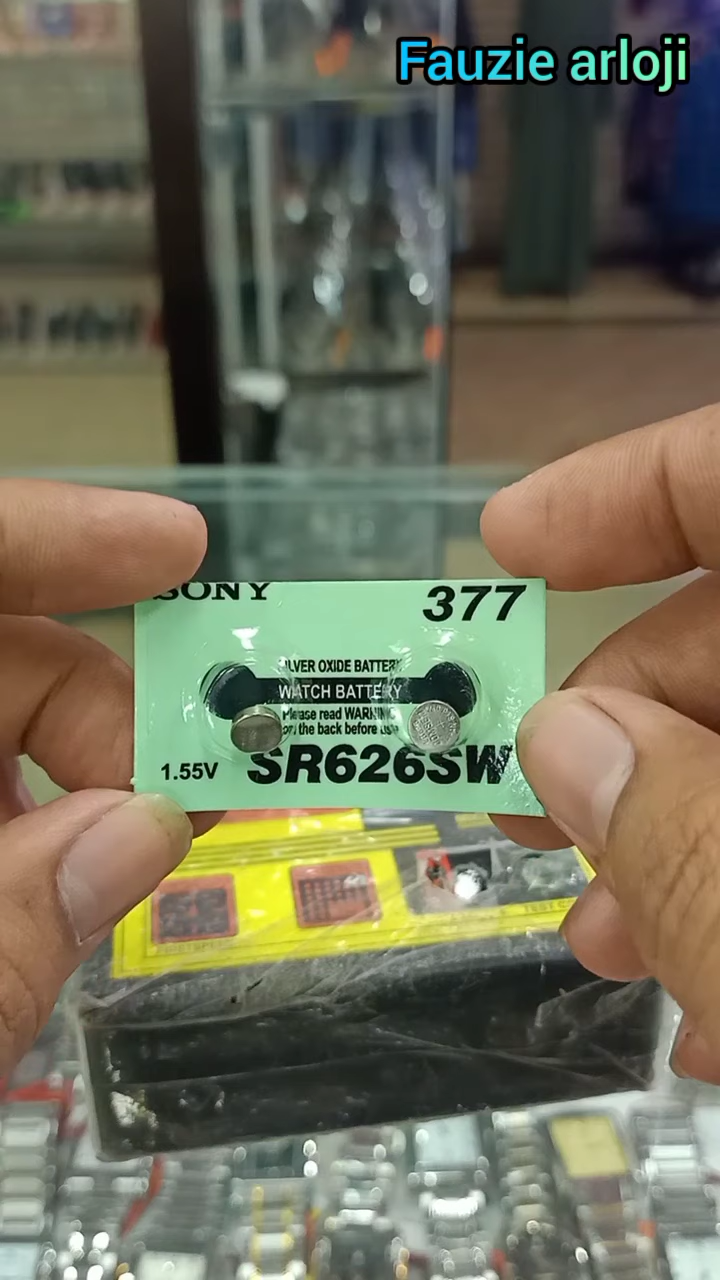 Fauzie arloji
SONY
377
SILVER OXIDE BATTERY
WATCH BATTERY
Please read WARNING
on the back before use
1.55V
SR626SW